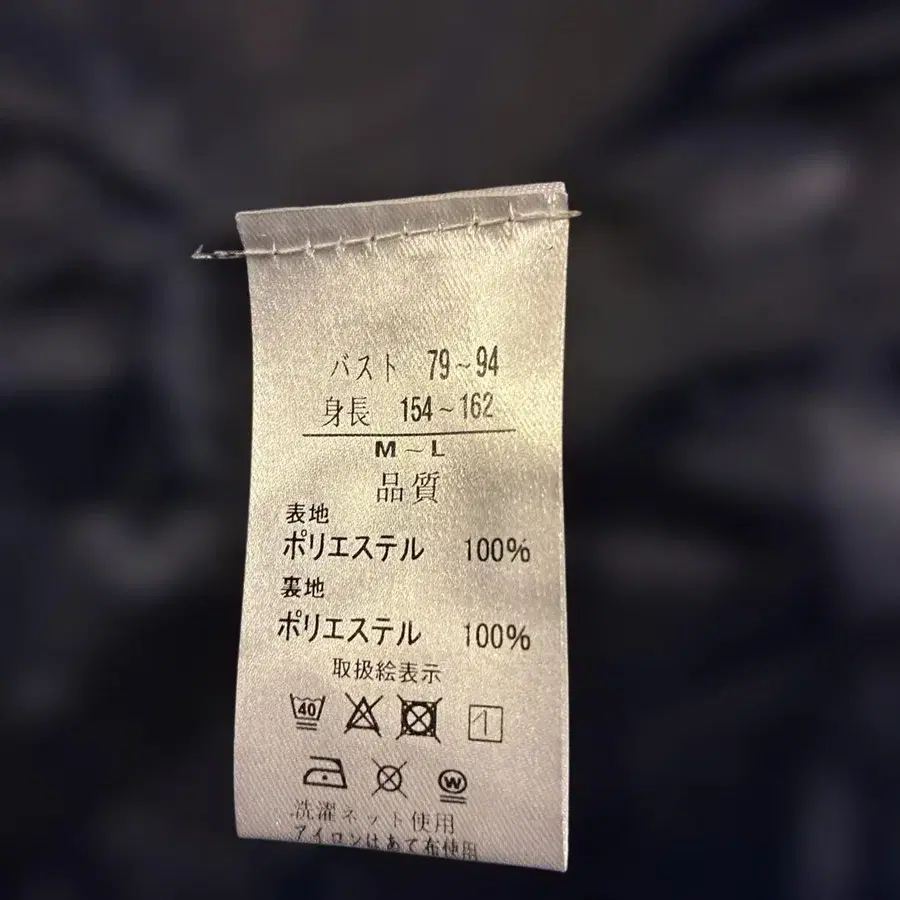 バスト 79~94
身長 154~162
M~L
品質
表地
ポリエステル 100%
裏地
ポリエステル 100%
取扱絵表示
40
W
洗濯ネット使用
アイロンはあて布使用